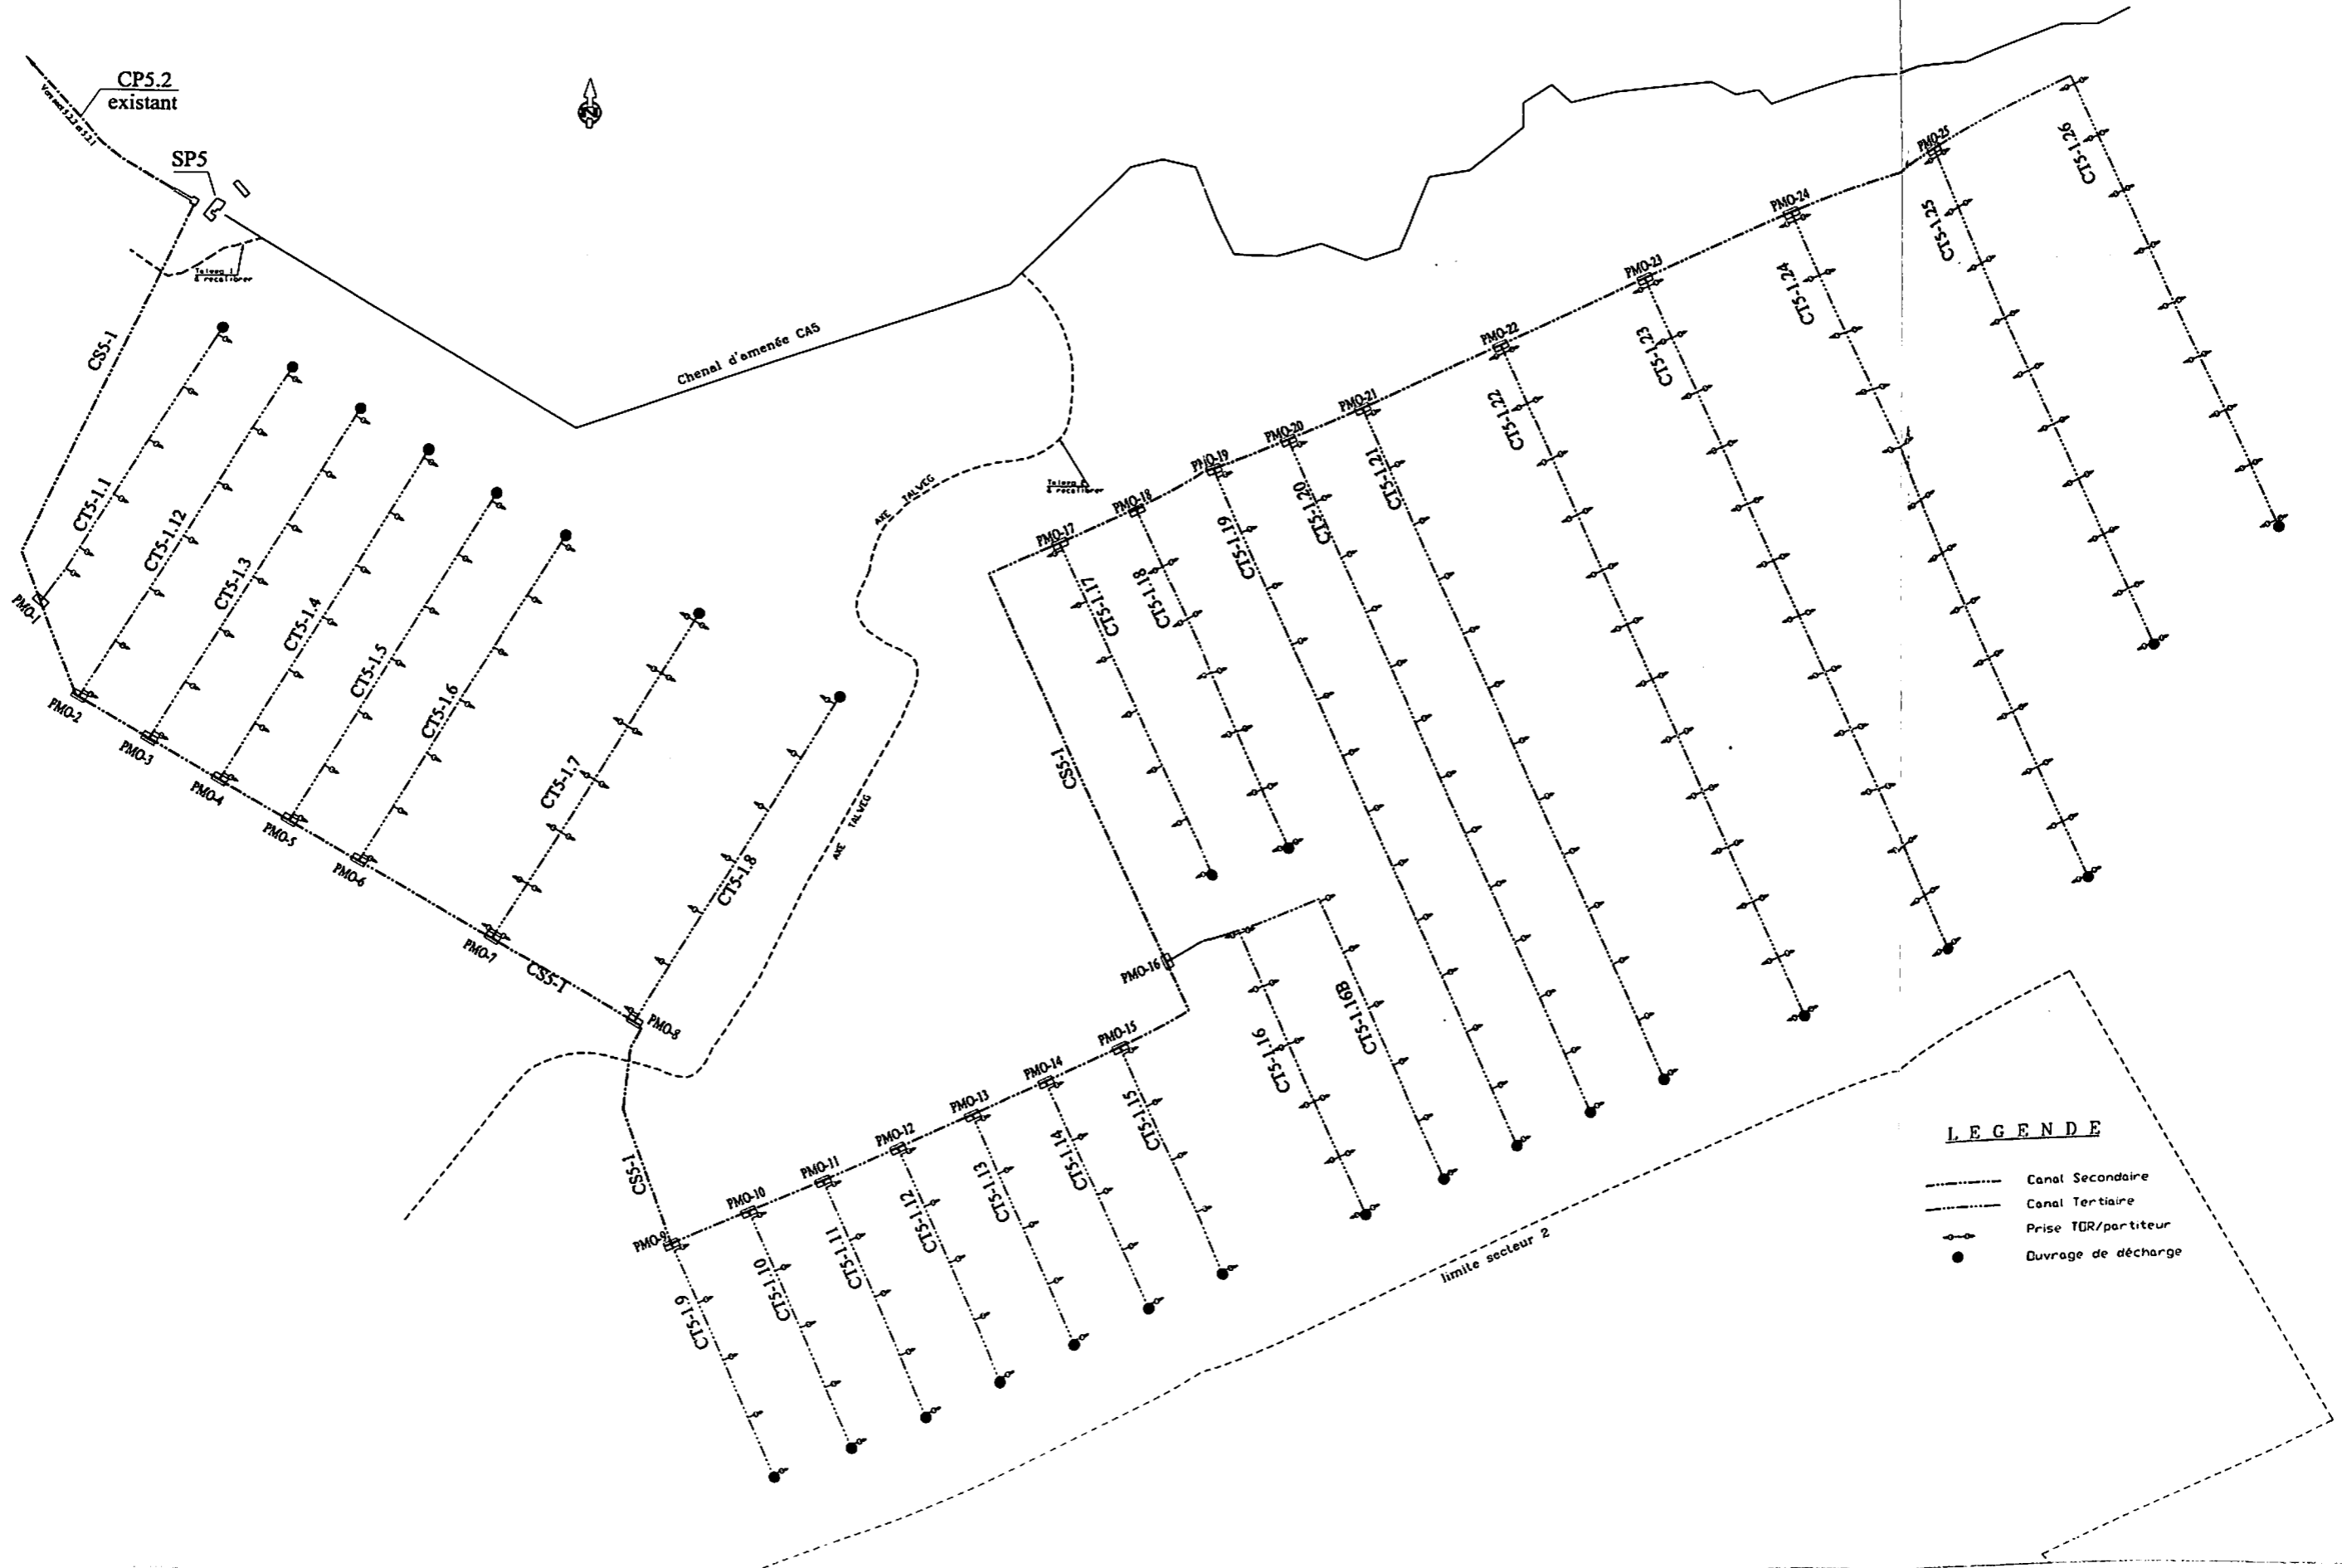 CP5.2
existant
SP5
N
CS5-1
à recalibrer
Chenal d'amenée CA5
CT5-1.1
CT5-1.12
CT5-1.3
CT5-1.4
CT5-1.5
CT5-1.6
CT5-1.7
CT5-1.8
PMO-1
PMO-2
PMO-3
PMO-4
PMO-5
PMO-6
PMO-7
CS5-1
PMO-8
AXE TALVEG
AXE TALVEG
à recalibrer
CS5-1
PMO-9
PMO-10
PMO-11
PMO-12
PMO-13
PMO-14
PMO-15
PMO-16
CT5-1.9
CT5-1.10
CT5-1.11
CT5-1.12
CT5-1.13
CT5-1.14
CT5-1.15
CT5-1.16
CT5-1.16B
CS5-1
PMO-17
PMO-18
PMO-19
PMO-20
PMO-21
PMO-22
PMO-23
PMO-24
PMO-25
CT5-1.17
CT5-1.18
CT5-1.19
CT5-1.20
CT5-1.21
CT5-1.22
CT5-1.23
CT5-1.24
CT5-1.25
CT5-1.26
limite secteur 2
LEGENDE
Canal Secondaire
Canal Tertiaire
Prise TOR/partiteur
Ouvrage de décharge